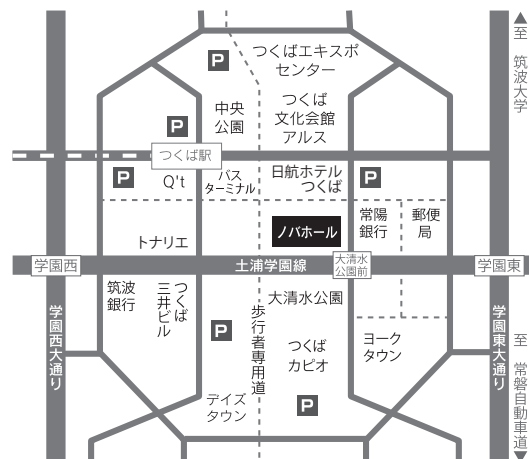 ▲至 筑波大学
つくばエキスポ
センター
P
つくば
文化会館
アルス
中央
公園
P
つくば駅
P
Q't
バス
ターミナル
日航ホテル
つくば
P
ノバホール
常陽
銀行
郵便
局
トナリエ
学園西
土浦学園線
大清水
公園前
学園東
筑波
銀行
つくば
三井ビル
大清水公園
歩行者専用道
P
つくば
カピオ
ヨーク
タウン
学園西大通り
学園東大通り
デイズ
タウン
P
至 常磐自動車道▼